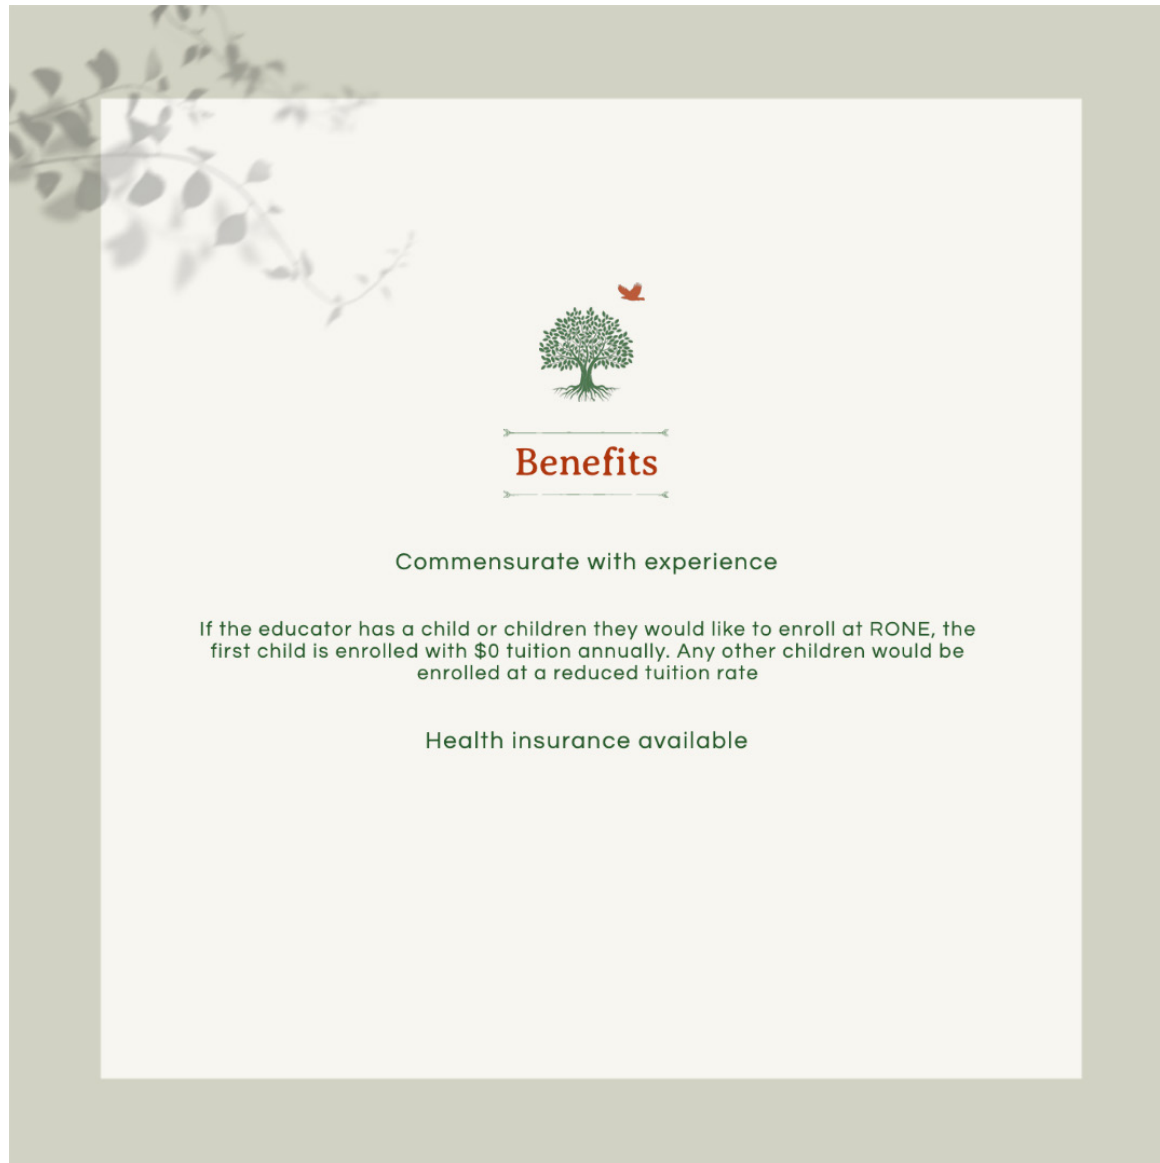 Benefits
Commensurate with experience
If the educator has a child or children they would like to enroll at RONE, the
first child is enrolled with $0 tuition annually. Any other children would be
enrolled at a reduced tuition rate
Health insurance available